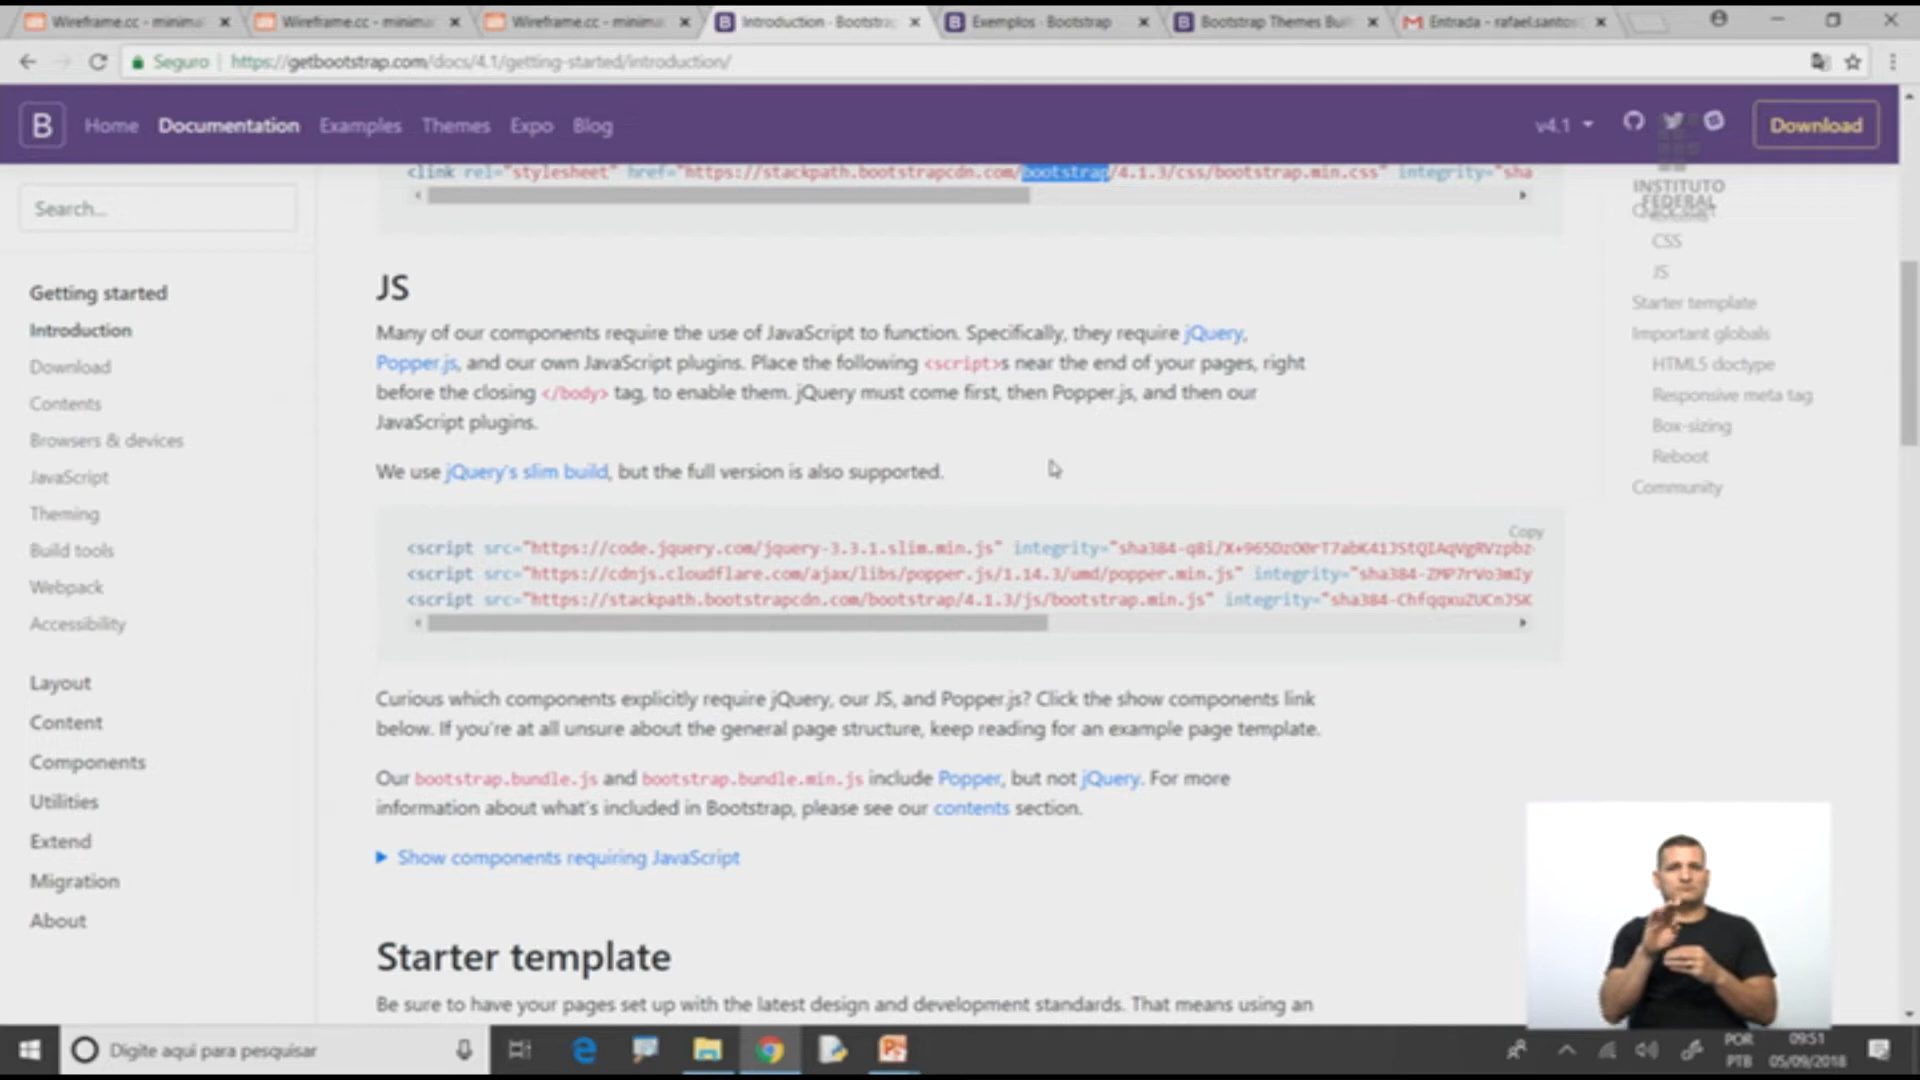 Wireframe.cc - minima
Wireframe.cc - minima
Wireframe.cc - minima
Introduction - Bootstrap
Exemplos · Bootstrap
Bootstrap Themes Buil
Entrada - rafael.santos
Seguro | https://getbootstrap.com/docs/4.1/getting-started/introduction/
B Home Documentation Examples Themes Expo Blog
v4.1
Download
<link rel="stylesheet" href="https://stackpath.bootstrapcdn.com/bootstrap/4.1.3/css/bootstrap.min.css" integrity="sha
Search...
INSTITUTO
FEDERAL
CSS
JS
Starter template
Important globals
HTML5 doctype
Responsive meta tag
Box-sizing
Reboot
Community
Getting started
Introduction
Download
Contents
Browsers & devices
JavaScript
Theming
Build tools
Webpack
Accessibility
Layout
Content
Components
Utilities
Extend
Migration
About
JS
Many of our components require the use of JavaScript to function. Specifically, they require jQuery,
Popper.js, and our own JavaScript plugins. Place the following <script>s near the end of your pages, right
before the closing </body> tag, to enable them. jQuery must come first, then Popper.js, and then our
JavaScript plugins.
We use jQuery's slim build, but the full version is also supported.
Copy
<script src="https://code.jquery.com/jquery-3.3.1.slim.min.js" integrity="sha384-q8i/X+965DzO0rT7abK41JStQIAqVgRVzpbz
<script src="https://cdnjs.cloudflare.com/ajax/libs/popper.js/1.14.3/umd/popper.min.js" integrity="sha384-ZMP7rVo3mIy
<script src="https://stackpath.bootstrapcdn.com/bootstrap/4.1.3/js/bootstrap.min.js" integrity="sha384-ChfqqxuZUCnJSK
Curious which components explicitly require jQuery, our JS, and Popper.js? Click the show components link
below. If you're at all unsure about the general page structure, keep reading for an example page template.
Our bootstrap.bundle.js and bootstrap.bundle.min.js include Popper, but not jQuery. For more
information about what's included in Bootstrap, please see our contents section.
Show components requiring JavaScript
Starter template
Be sure to have your pages set up with the latest design and development standards. That means using an
Digite aqui para pesquisar
POR
PTB
09:51
05/09/2018